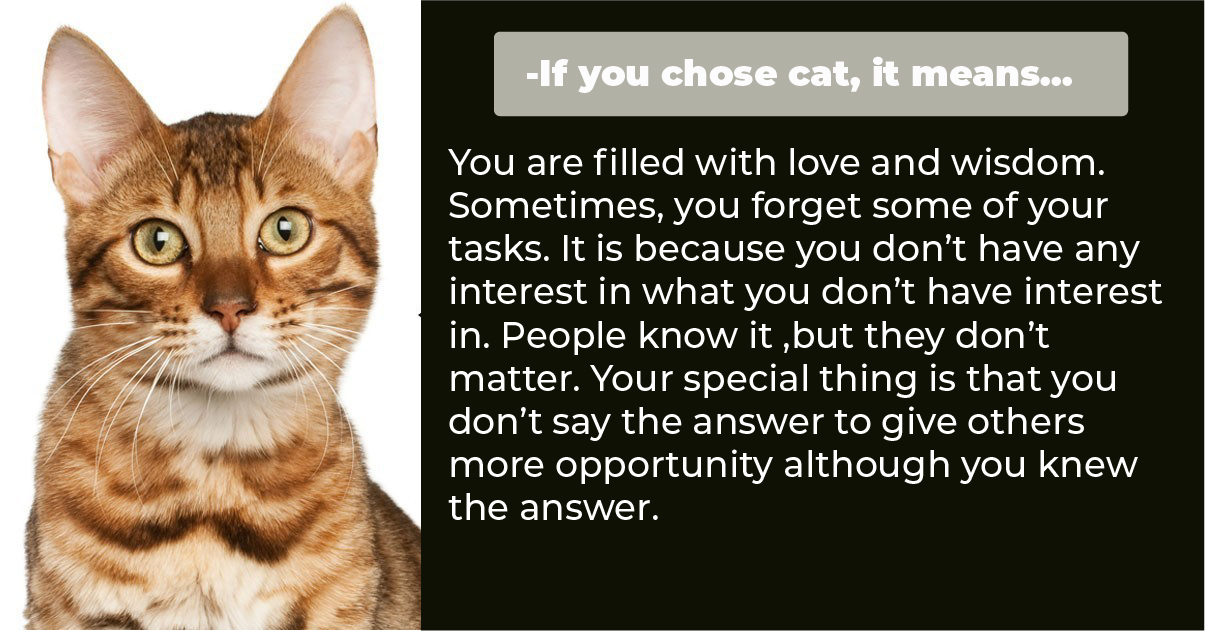 -If you chose cat, it means...
You are filled with love and wisdom.
Sometimes, you forget some of your
tasks. It is because you don’t have any
interest in what you don’t have interest
in. People know it ,but they don’t
matter. Your special thing is that you
don’t say the answer to give others
more opportunity although you knew
the answer.